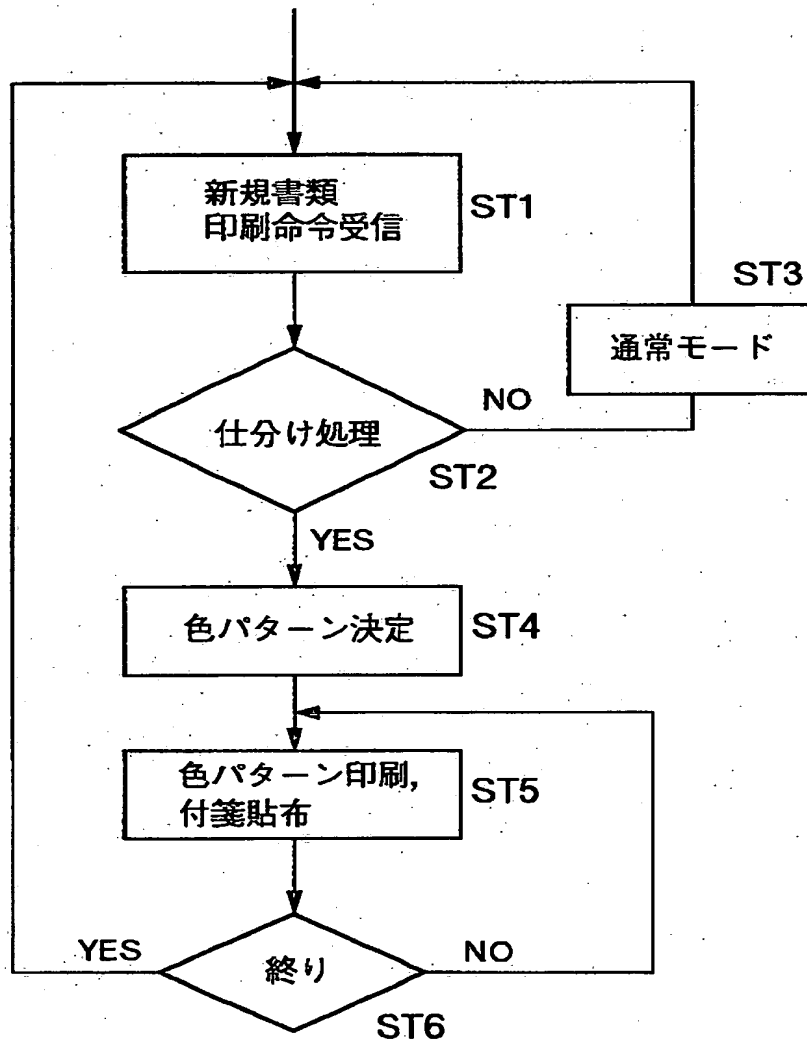 新規書類
印刷命令受信
ST1
ST3
通常モード
NO
仕分け処理
ST2
YES
色パターン決定
ST4
色パターン印刷,
付箋貼布
ST5
YES
NO
終り
ST6